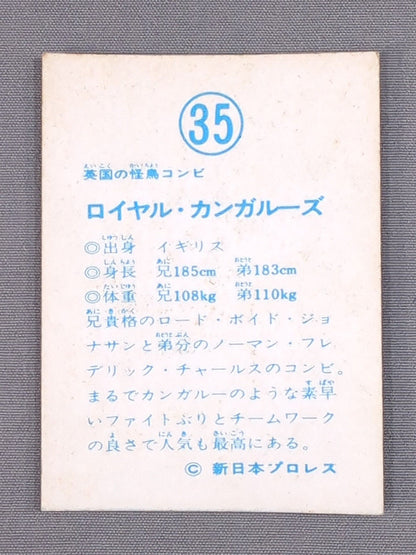 35
英国の怪鳥コンビ
ロイヤル・カンガルーズ
◎出身 イギリス
◎身長 兄185cm 弟183cm
◎体重 兄108kg 弟110kg
兄貴格のロード・ボイド・ジョ
ナサンと弟分のノーマン・フレ
デリック・チャールスのコンビ。
まるでカンガルーのような素早
いファイトぶりとチームワーク
の良さで人気も最高にある。
© 新日本プロレス